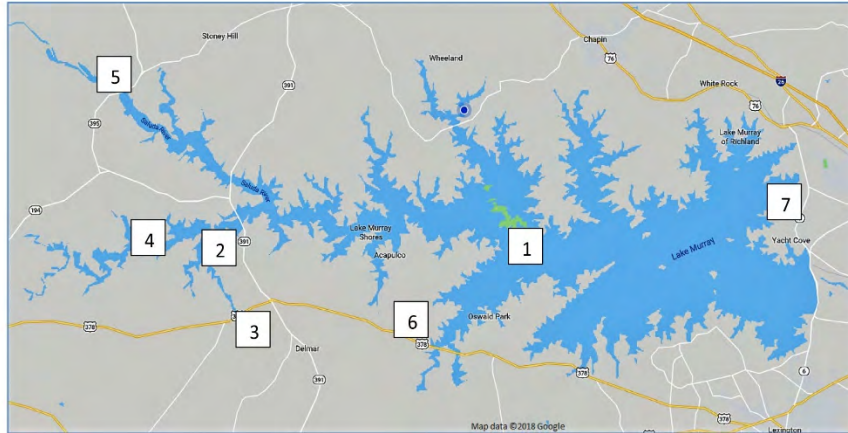 Stoney Hill
Wheeland
Chapin
76
26
391
5
White Rock
76
395
Saluda River
Lake Murray
of Richland
Saluda River
7
194
4
2
391
Lake Murray
Shores
1
Lake Murray
Yacht Cove
Acapulco
378
3
6
378
Oswald Park
Delmar
391
378
6
378
Map data ©2018 Google
Lexington